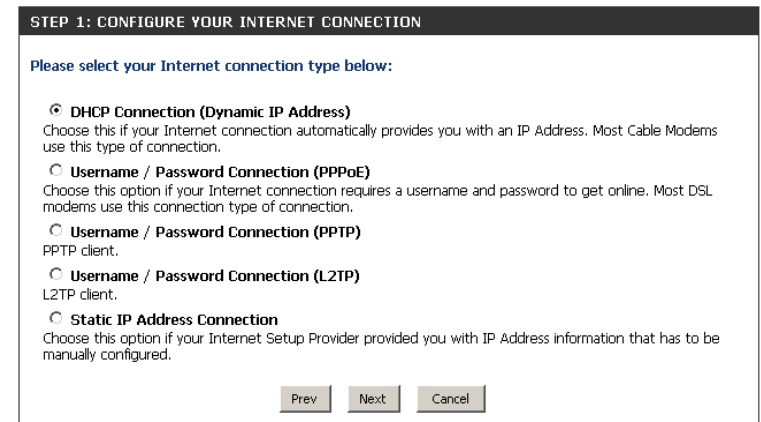 STEP 1: CONFIGURE YOUR INTERNET CONNECTION
Please select your Internet connection type below:
DHCP Connection (Dynamic IP Address)
Choose this if your Internet connection automatically provides you with an IP Address. Most Cable Modems
use this type of connection.
Username / Password Connection (PPPoE)
Choose this option if your Internet connection requires a username and password to get online. Most DSL
modems use this connection type of connection.
Username / Password Connection (PPTP)
PPTP client.
Username / Password Connection (L2TP)
L2TP client.
Static IP Address Connection
Choose this option if your Internet Setup Provider provided you with IP Address information that has to be
manually configured.
Prev Next Cancel